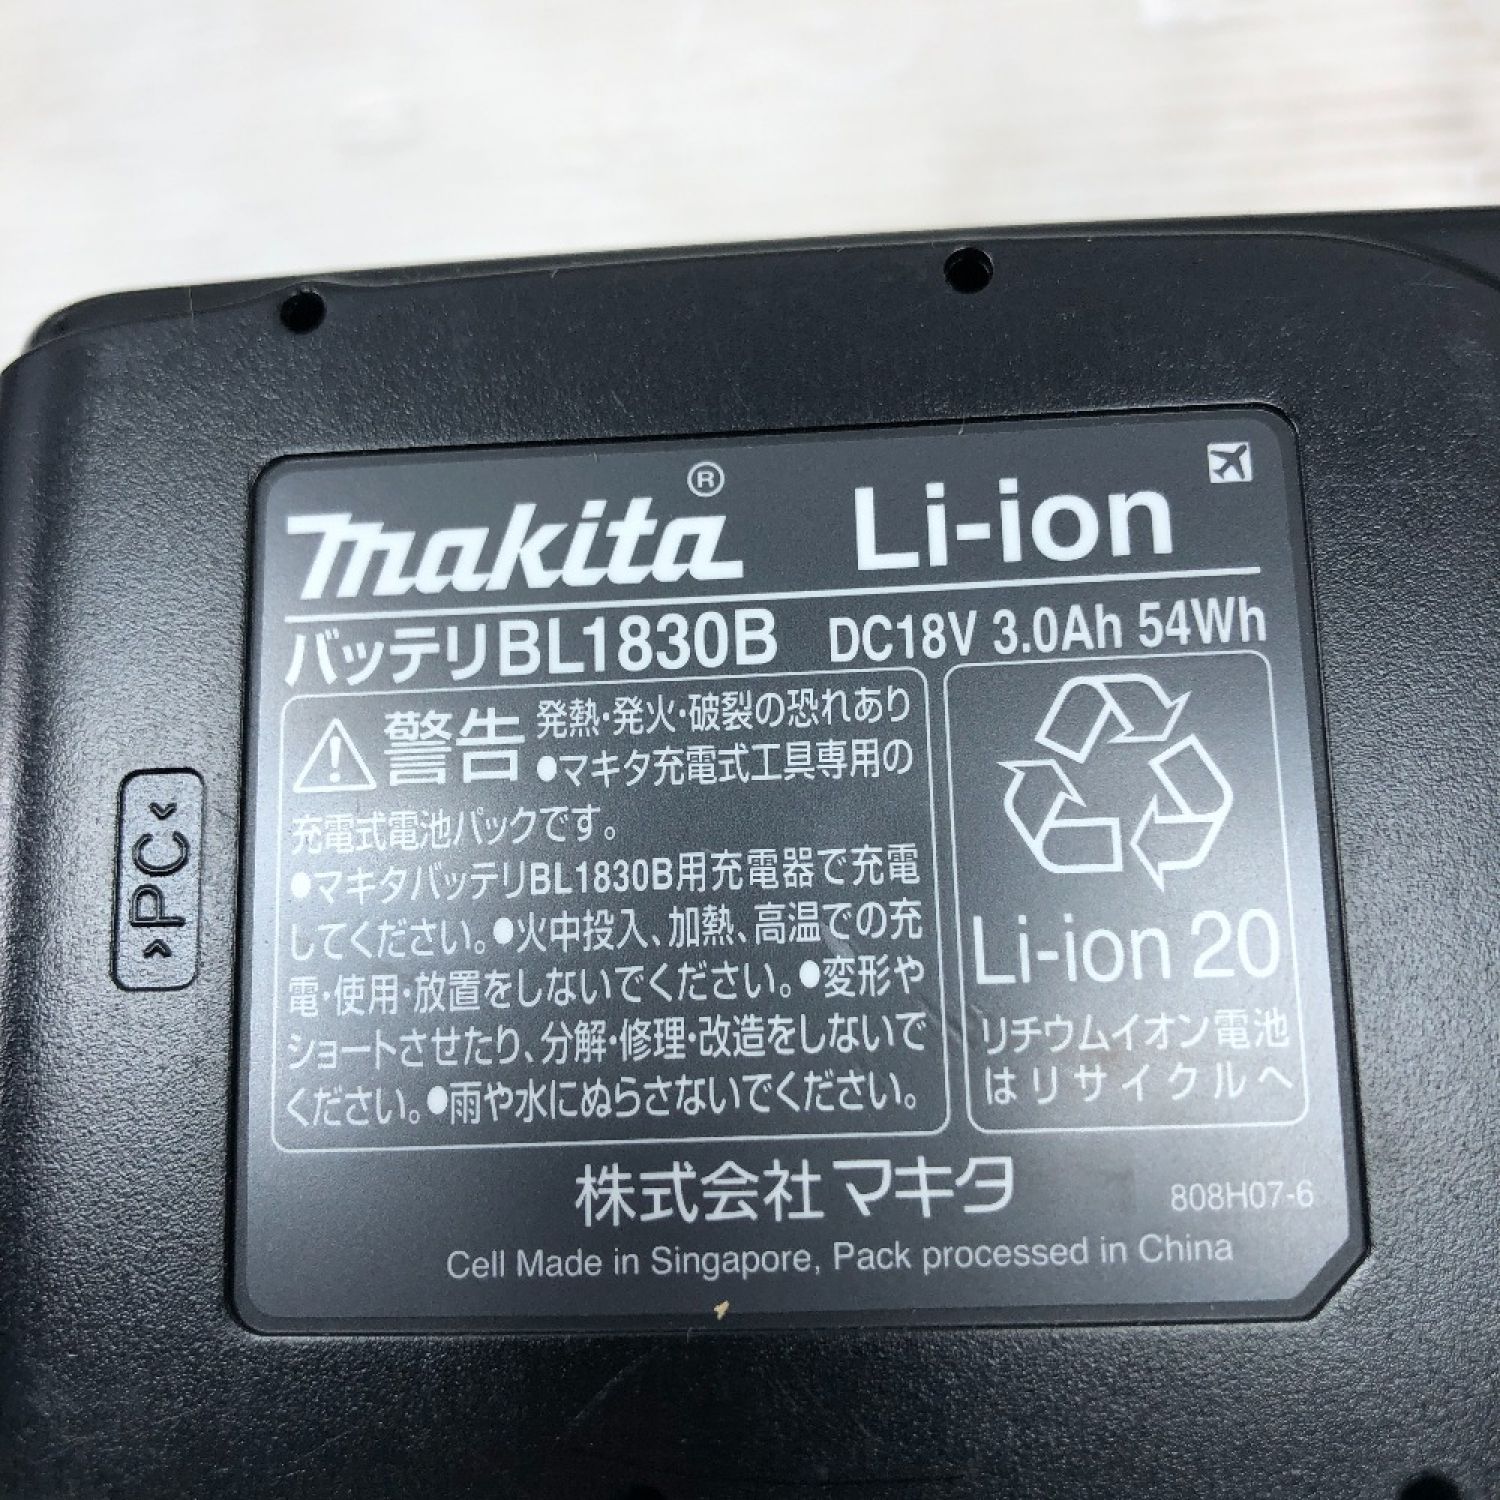 makita® Li-ion
バッテリBL1830B DC18V 3.0Ah 54Wh
警告 発熱・発火・破裂の恐れあり
●マキタ充電式工具専用の
充電式電池パックです。
●マキタバッテリBL1830B用充電器で充電
してください。●火中投入、加熱、高温での充
電・使用・放置をしないでください。●変形や
ショートさせたり、分解・修理・改造をしないで
ください。●雨や水にぬらさないでください。
Li-ion 20
リチウムイオン電池
はリサイクルへ
株式会社マキタ
808H07-6
Cell Made in Singapore, Pack processed in China
>PC<